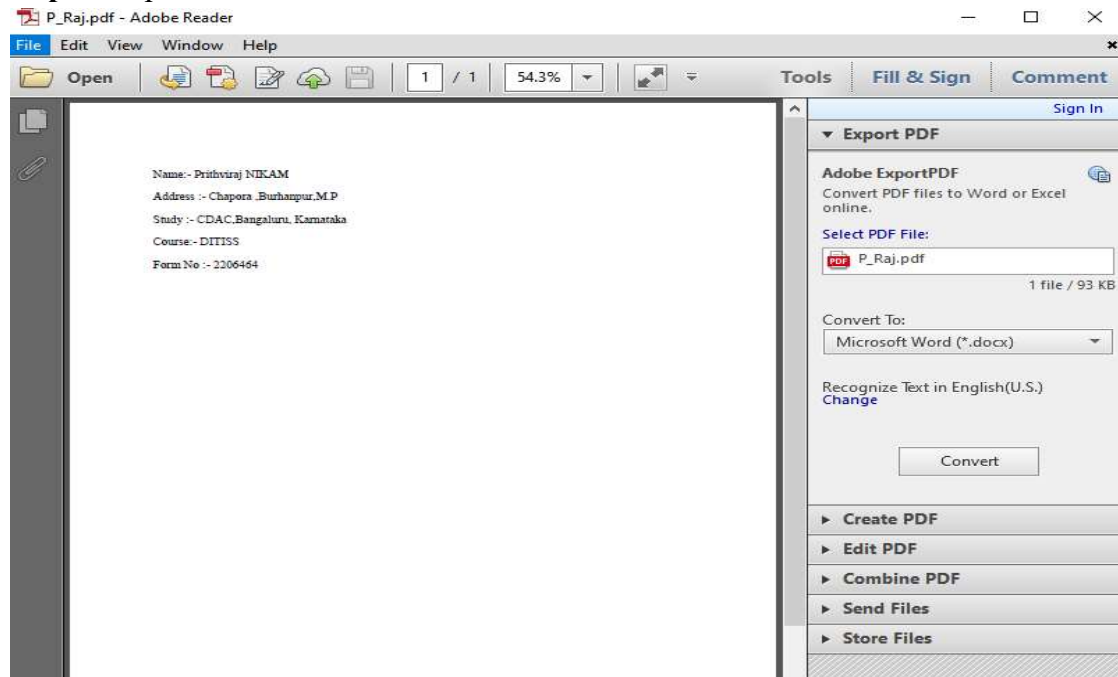 P_Raj.pdf - Adobe Reader
File Edit View Window Help
Open 1 / 1 54.3% Tools Fill & Sign Comment
Sign In
Export PDF
Adobe ExportPDF
Convert PDF files to Word or Excel
online.
Select PDF File:
PDF P_Raj.pdf
1 file / 93 KB
Convert To:
Microsoft Word (*.docx)
Recognize Text in English(U.S.)
Change
Convert
Create PDF
Edit PDF
Combine PDF
Send Files
Store Files
Name:- Prithviraj NIKAM
Address :- Chapora ,Burhanpur,M.P
Study :- CDAC,Bangaluru, Karnataka
Course:- DITISS
Form No :- 2206464